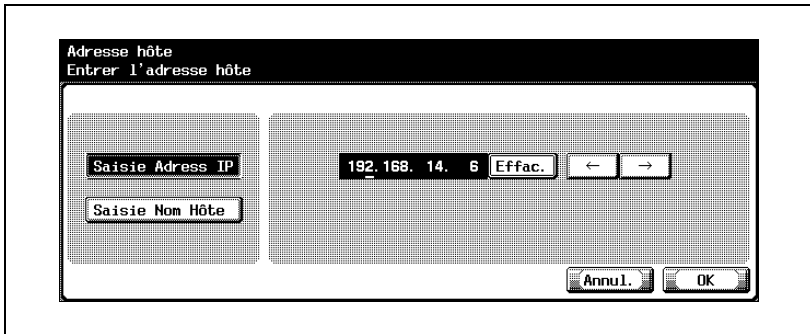 Adresse hôte
Entrer l'adresse hôte
Saisie Adress IP
192.168. 14.  6 Effac. ← →
Saisie Nom Hôte
Annul. OK